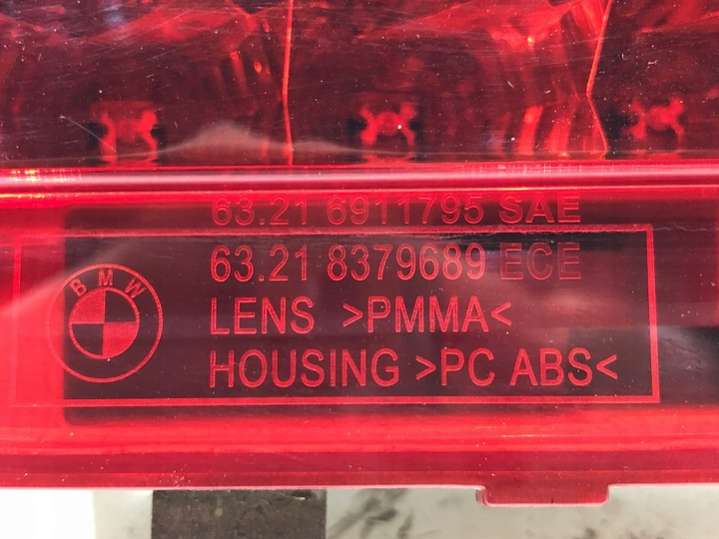 63.21 6911795 SAE
63.21 8379689 ECE
BMW
LENS >PMMA<
HOUSING >PC ABS<